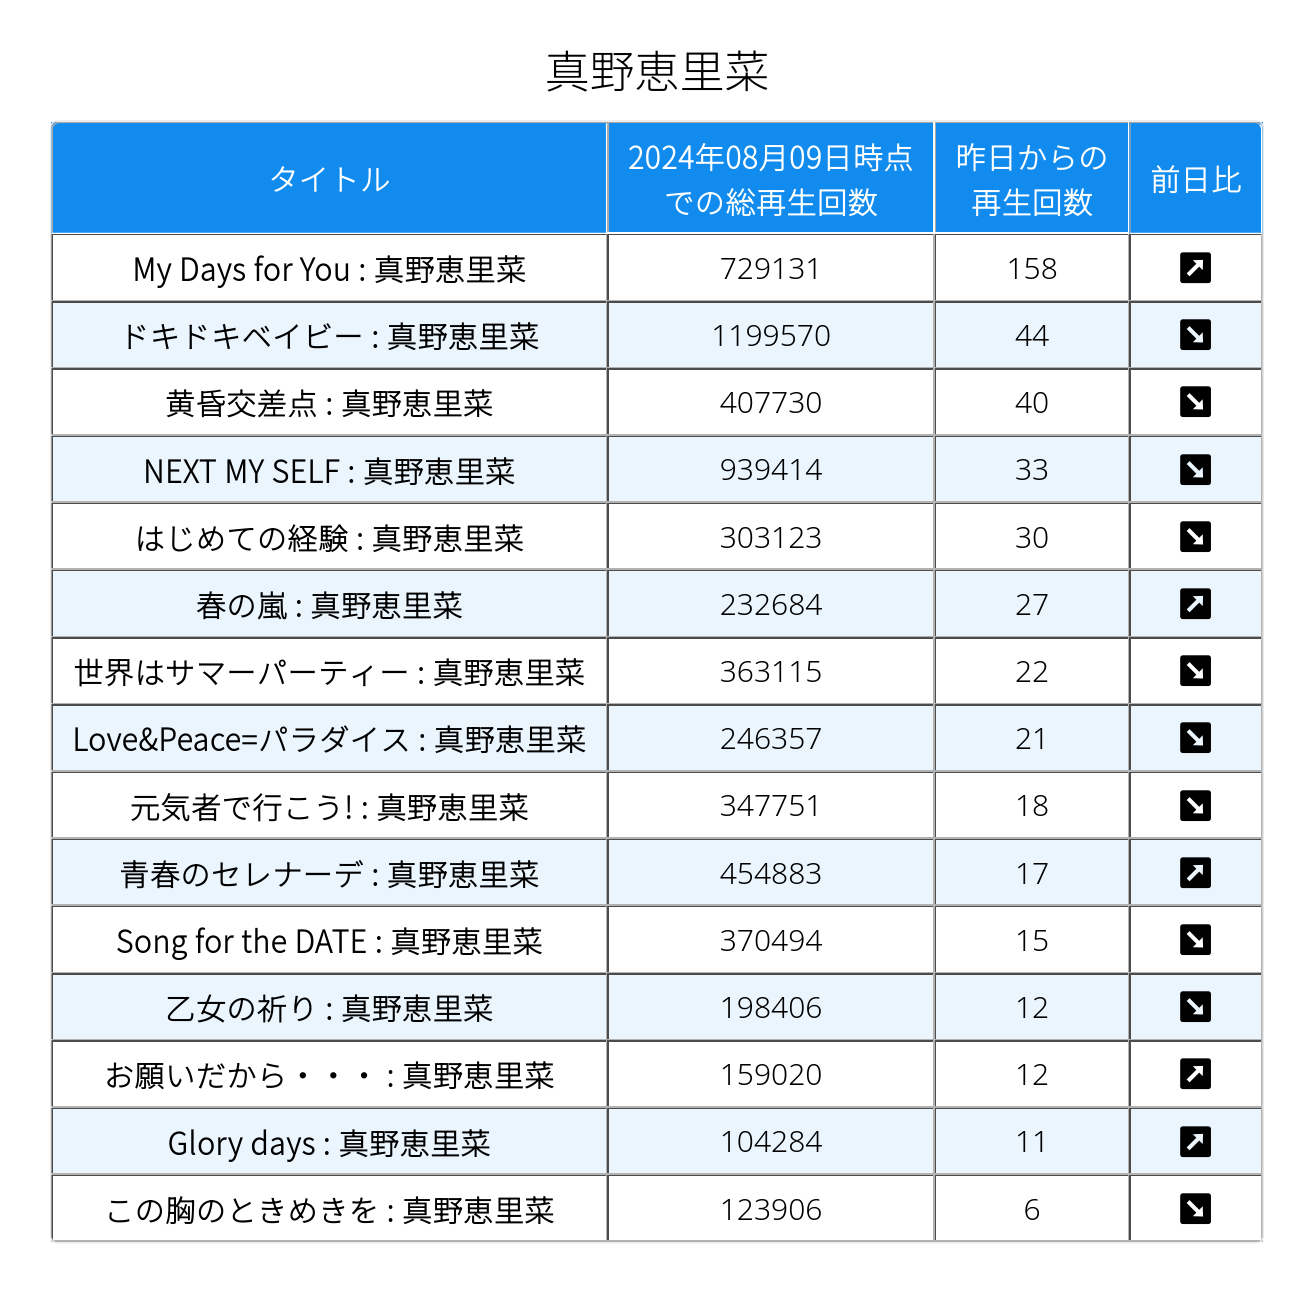 真野恵里菜
タイトル 2024年08月09日時点での総再生回数 昨日からの再生回数 前日比
My Days for You : 真野恵里菜 729131 158 ↗
ドキドキベイビー : 真野恵里菜 1199570 44 ↘
黄昏交差点 : 真野恵里菜 407730 40 ↘
NEXT MY SELF : 真野恵里菜 939414 33 ↘
はじめての経験 : 真野恵里菜 303123 30 ↘
春の嵐 : 真野恵里菜 232684 27 ↗
世界はサマーパーティー : 真野恵里菜 363115 22 ↘
Love&Peace=パラダイス : 真野恵里菜 246357 21 ↘
元気者で行こう! : 真野恵里菜 347751 18 ↘
青春のセレナーデ : 真野恵里菜 454883 17 ↗
Song for the DATE : 真野恵里菜 370494 15 ↘
乙女の祈り : 真野恵里菜 198406 12 ↘
お願いだから・・・ : 真野恵里菜 159020 12 ↗
Glory days : 真野恵里菜 104284 11 ↗
この胸のときめきを : 真野恵里菜 123906 6 ↘